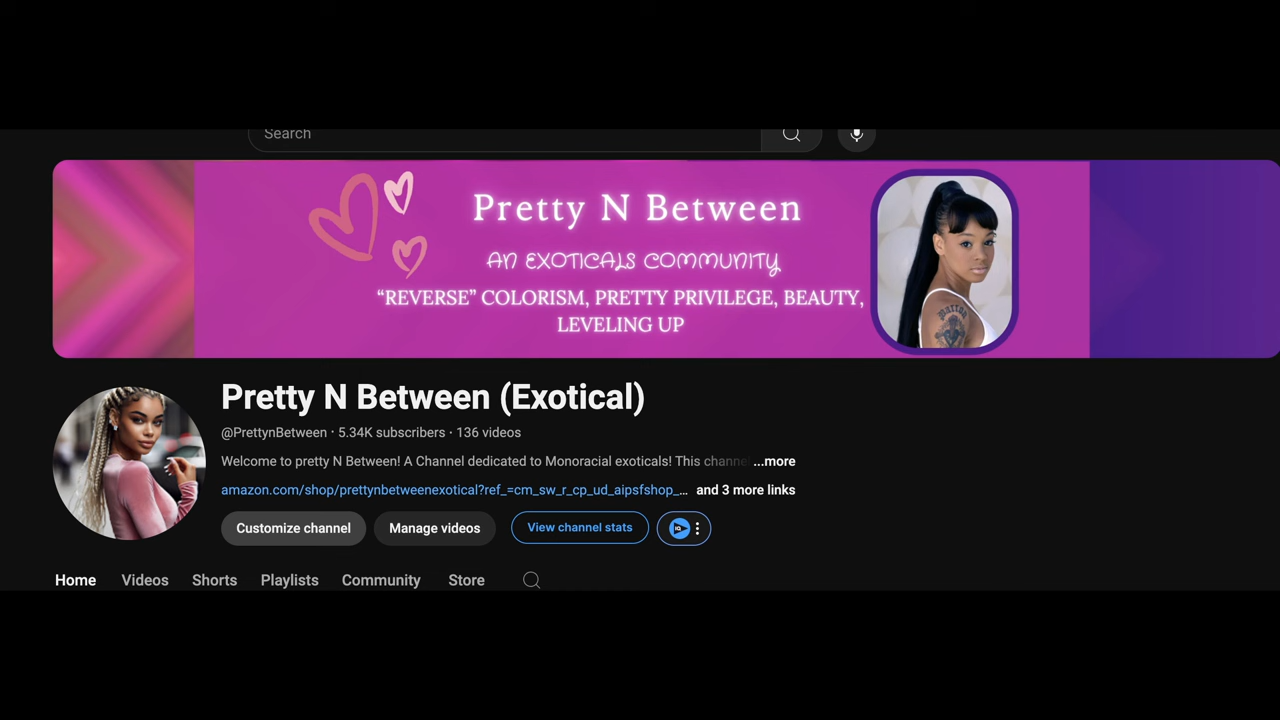 Search
Pretty N Between
AN EXOTICALS COMMUNITY
“REVERSE” COLORISM, PRETTY PRIVILEGE, BEAUTY,
LEVELING UP
Pretty N Between (Exotical)
@PrettynBetween · 5.34K subscribers · 136 videos
Welcome to pretty N Between! A Channel dedicated to Monoracial exoticals! This channel ...more
amazon.com/shop/prettynbetweenexotical?ref_=cm_sw_r_cp_ud_aipsfshop_... and 3 more links
Customize channel Manage videos View channel stats IQ
Home Videos Shorts Playlists Community Store